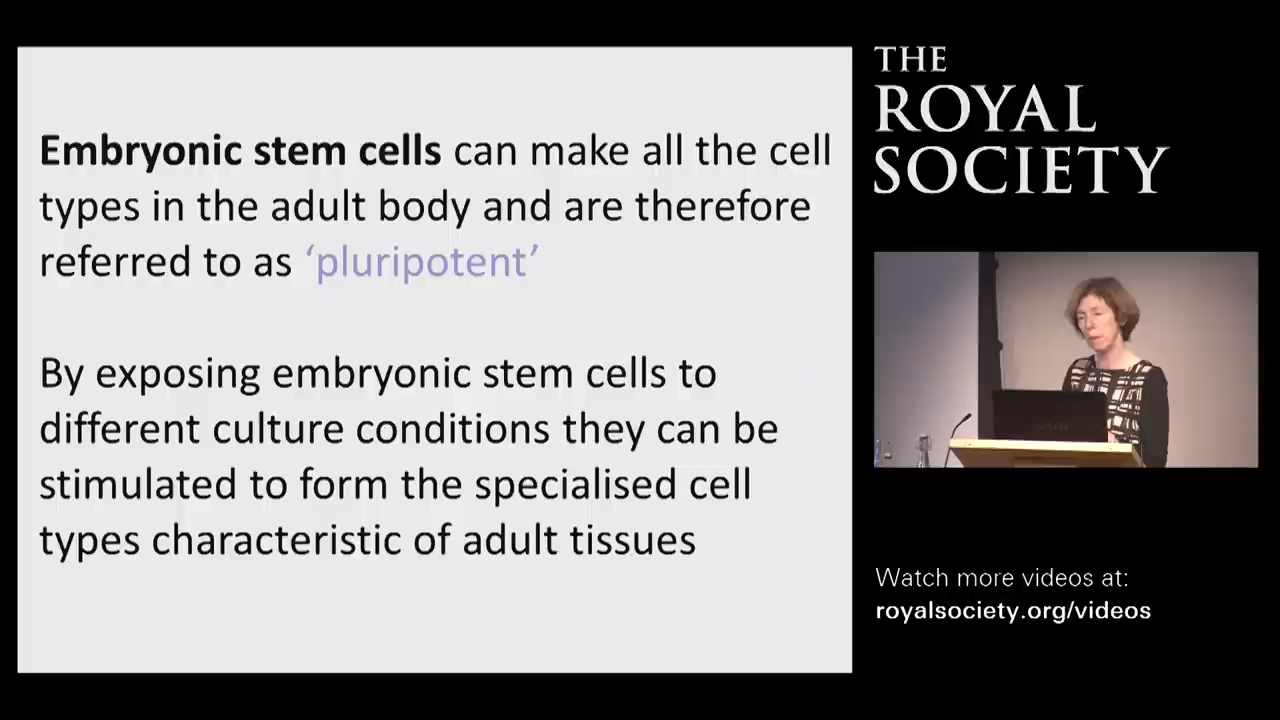 Embryonic stem cells can make all the cell
types in the adult body and are therefore
referred to as ‘pluripotent’
By exposing embryonic stem cells to
different culture conditions they can be
stimulated to form the specialised cell
types characteristic of adult tissues
THE
ROYAL
SOCIETY
Watch more videos at:
royalsociety.org/videos